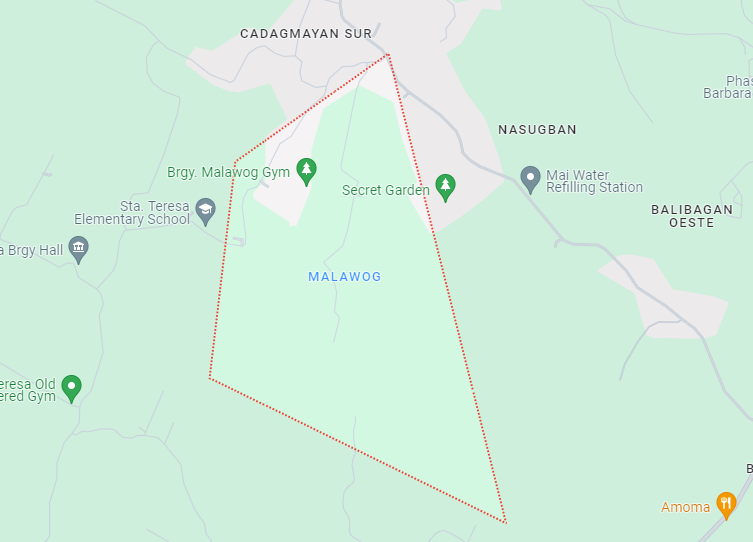 CADAGMAYAN SUR
Phas
Barbara
NASUGBAN
Brgy. Malawog Gym
Mai Water
Refilling Station
Secret Garden
Sta. Teresa
Elementary School
BALIBAGAN
OESTE
a Brgy Hall
MALAWOG
eresa Old
ered Gym
B
Amoma